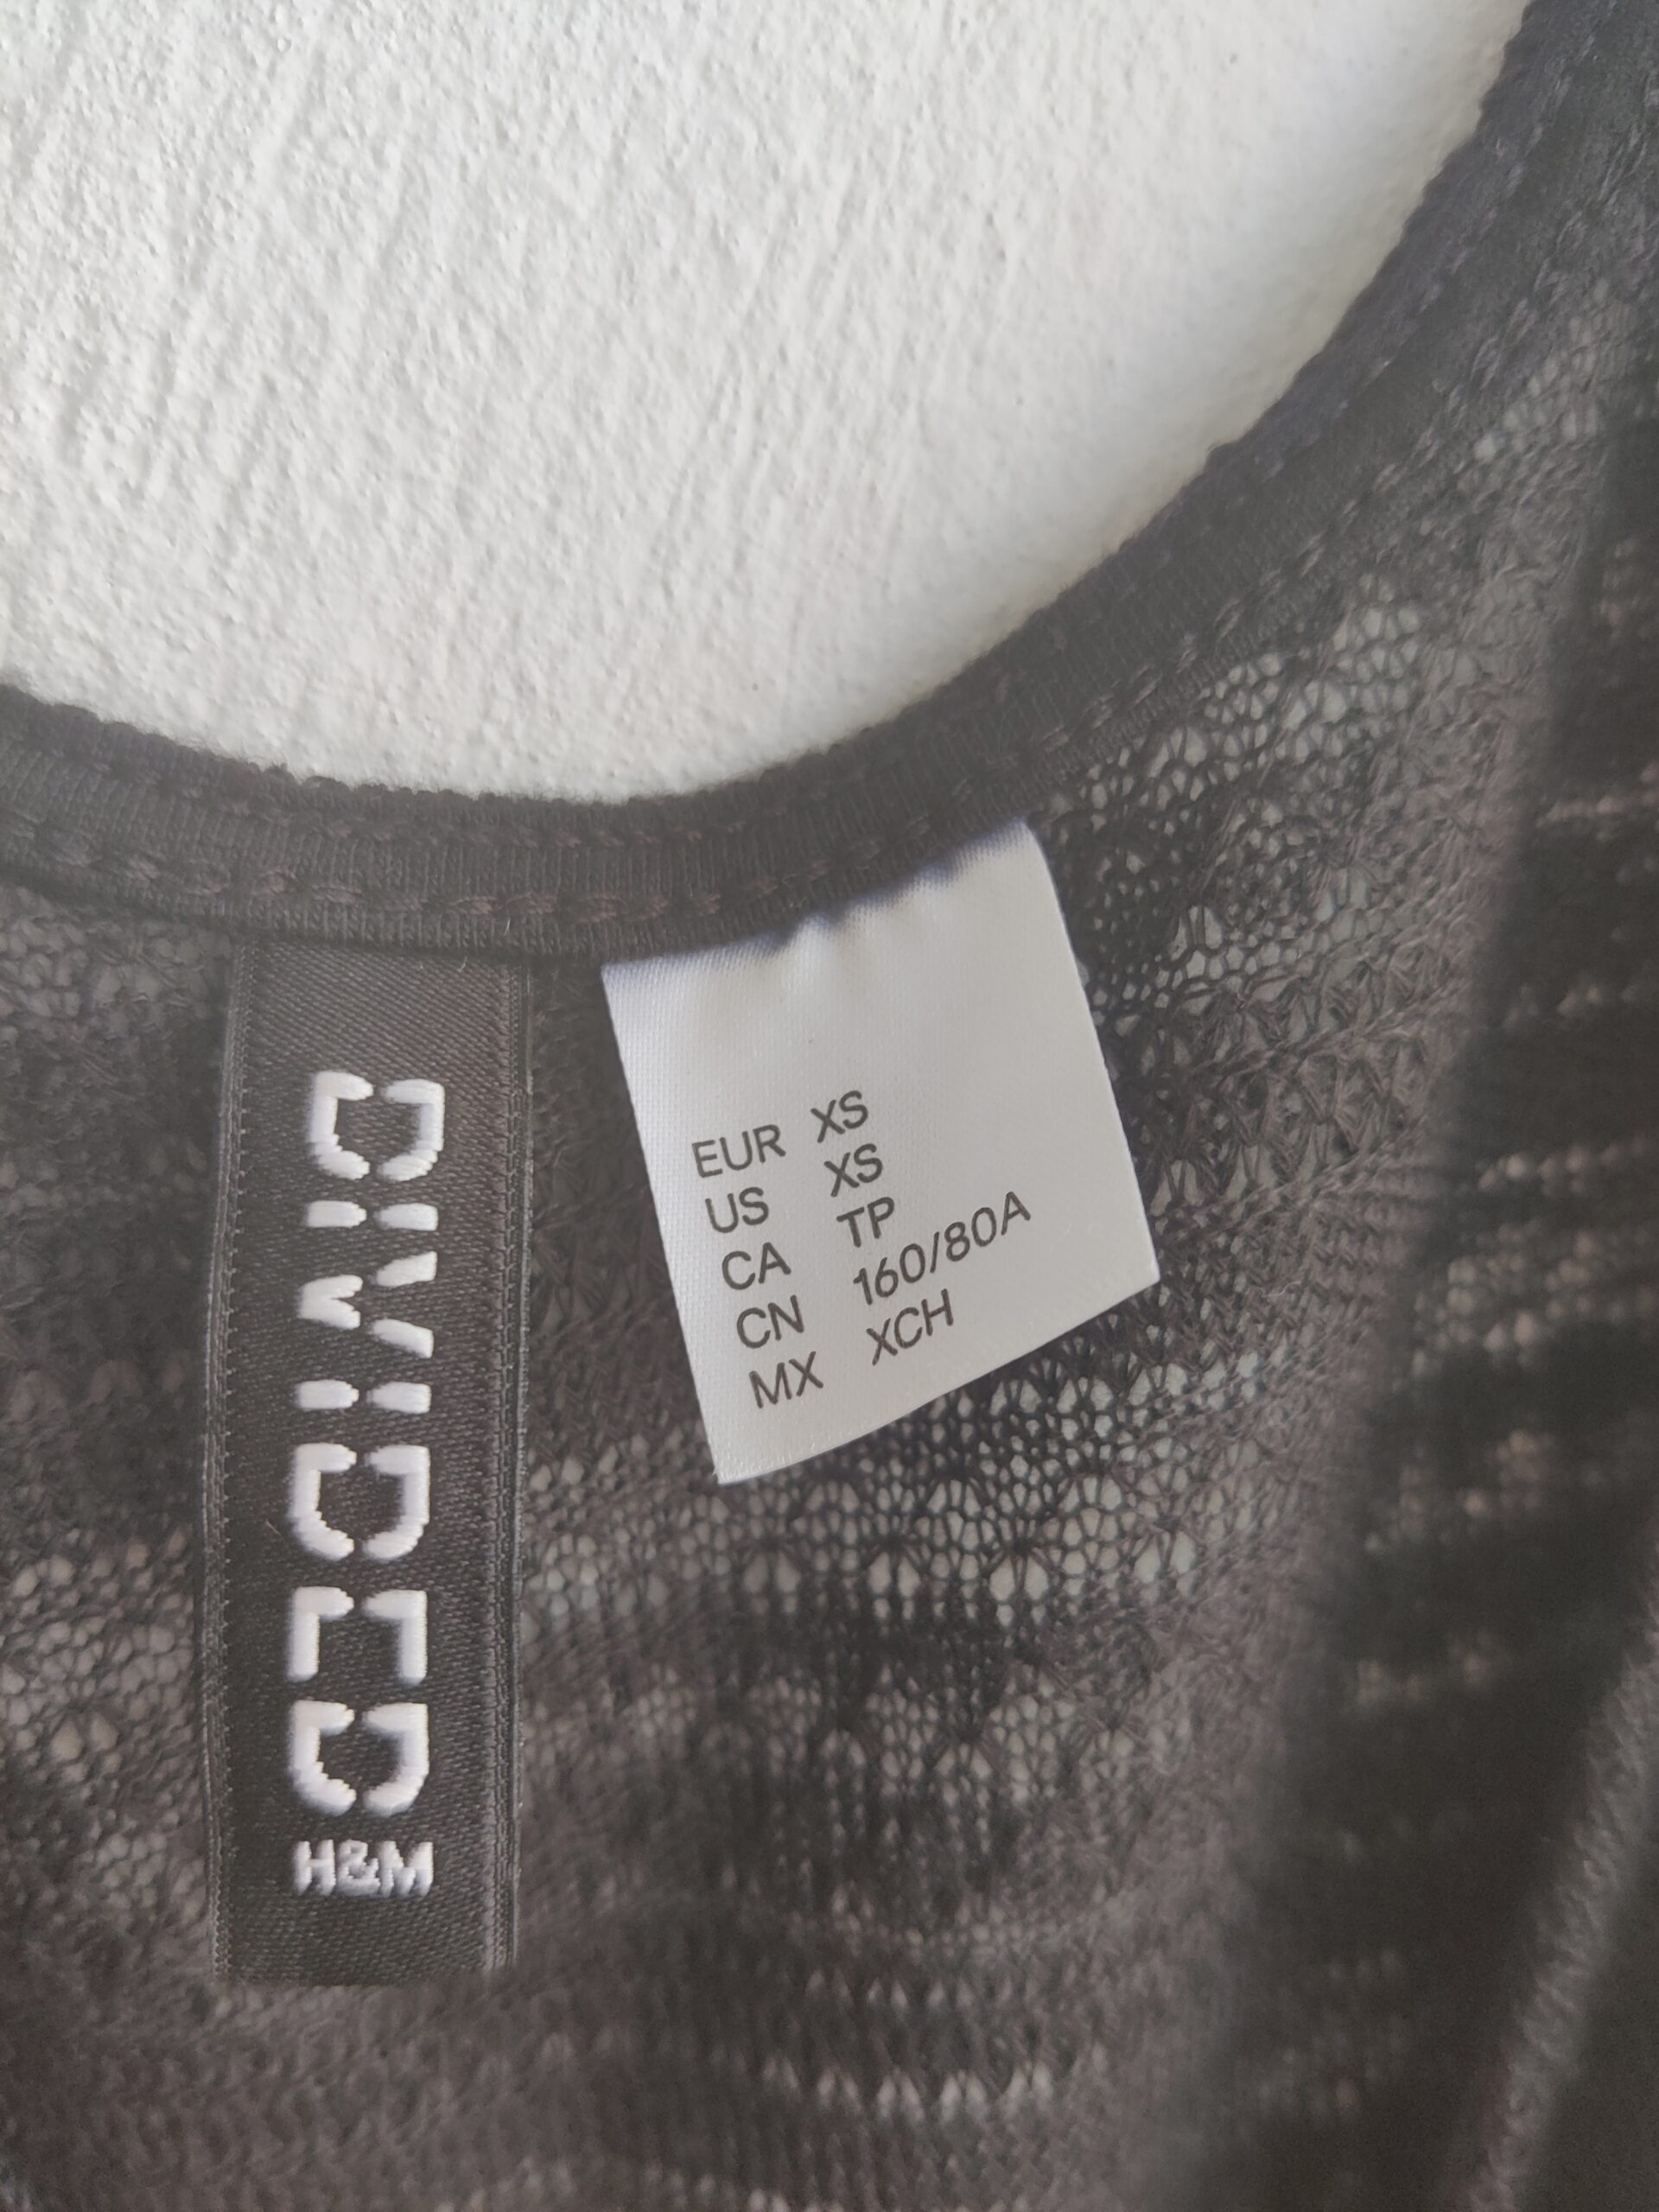 DIVIDED
H&M
EUR XS
US XS
CA TP
CN 160/80A
MX XCH